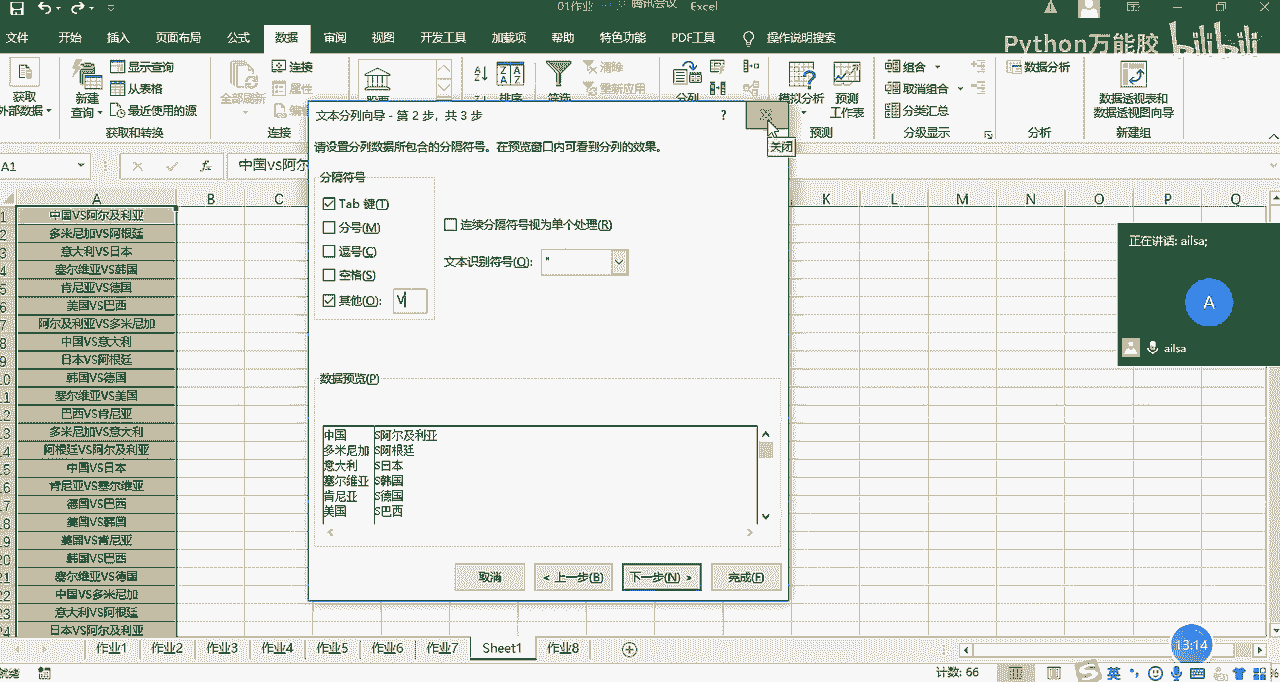 01作业 腾讯会议 Excel
文件 开始 插入 页面布局 公式 数据 审阅 视图 开发工具 加载项 帮助 特色功能 PDF工具 操作说明搜索
Python万能胶 bilibili
获取
外部数据
新建
查询
显示查询
从表格
最近使用的源
获取和转换
全部刷新
连接
属性
连接
排序
筛选
清除
重新应用
分列
模拟分析
预测
工作表
预测
组合
取消组合
分类汇总
分级显示
数据分析
分析
数据透视表和
数据透视图向导
新建组
A1
中国VS阿尔
文本分列向导 - 第 2 步，共 3 步
?
关闭
请设置分列数据所包含的分隔符号。在预览窗口内可看到分列的效果。
分隔符号
Tab 键(T)
分号(M)
逗号(C)
空格(S)
其他(O): V
连续分隔符号视为单个处理(R)
文本识别符号(Q): "
数据预览(P)
中国 S阿尔及利亚
多米尼加 S阿根廷
意大利 S日本
塞尔维亚 S韩国
肯尼亚 S德国
美国 S巴西
取消 < 上一步(B) 下一步(N) > 完成(F)
A B C K L M N O P Q
1 中国VS阿尔及利亚
2 多米尼加VS阿根廷
3 意大利VS日本
4 塞尔维亚VS韩国
5 肯尼亚VS德国
6 美国VS巴西
7 阿尔及利亚VS多米尼加
8 中国VS意大利
9 日本VS阿根廷
10 韩国VS德国
11 塞尔维亚VS美国
12 巴西VS肯尼亚
13 多米尼加VS意大利
14 阿根廷VS阿尔及利亚
15 中国VS日本
16 肯尼亚VS塞尔维亚
17 德国VS巴西
18 美国VS韩国
19 美国VS肯尼亚
20 韩国VS巴西
21 塞尔维亚VS德国
22 中国VS多米尼加
23 意大利VS阿根廷
24 日本VS阿尔及利亚
正在讲话: ailsa;
A
ailsa
作业1 作业2 作业3 作业4 作业5 作业6 作业7 Sheet1 作业8
13:14
就绪
计数: 66
英